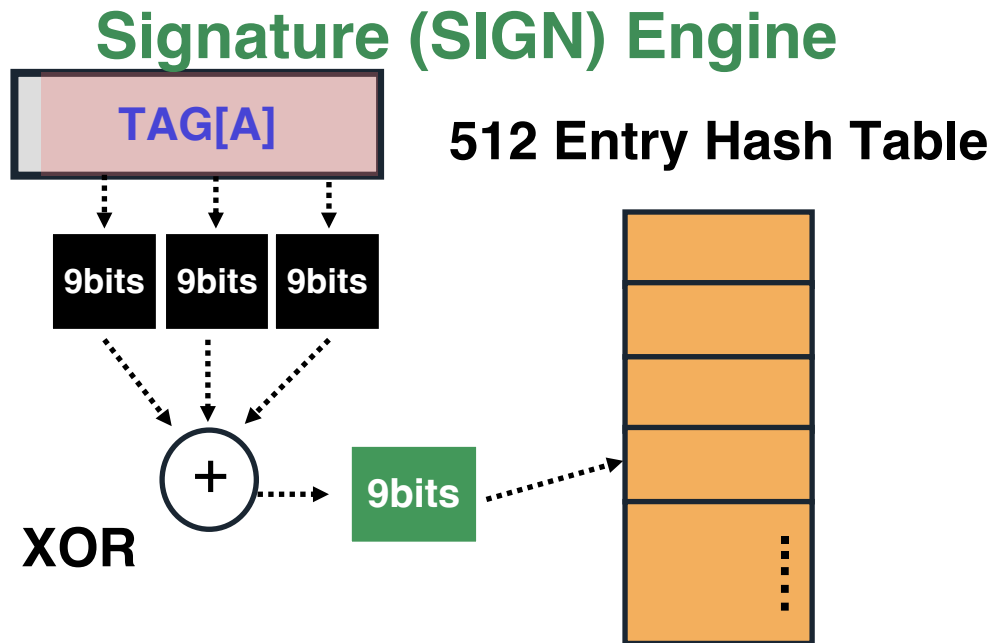 Signature (SIGN) Engine
TAG[A]
512 Entry Hash Table
9bits 9bits 9bits
+
9bits
XOR